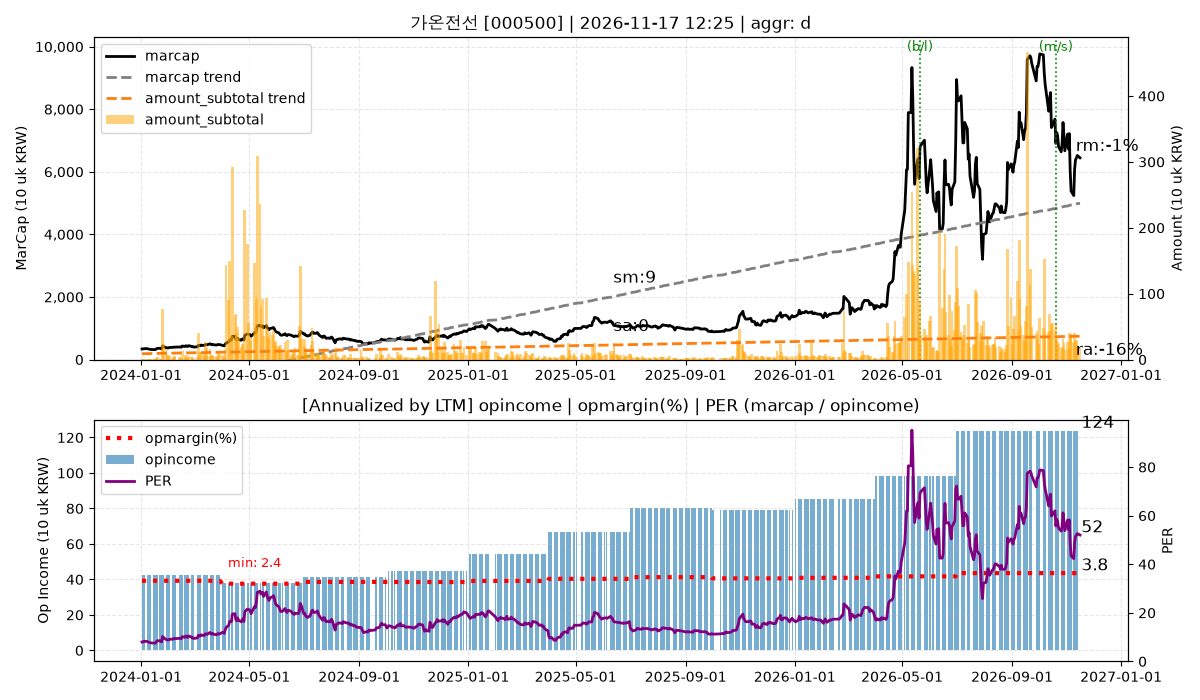 가온전선 [000500] | 2026-11-17 12:25 | aggr: d
marcap
marcap trend
amount_subtotal trend
amount_subtotal
(b/l)
(m/s)
10,000
8,000
6,000
4,000
2,000
0
MarCap (10 uk KRW)
400
300
200
100
0
Amount (10 uk KRW)
rm:-1%
sm:9
sa:0
ra:-16%
2024-01-01
2024-05-01
2024-09-01
2025-01-01
2025-05-01
2025-09-01
2026-01-01
2026-05-01
2026-09-01
2027-01-01
[Annualized by LTM] opincome | opmargin(%) | PER (marcap / opincome)
opmargin(%)
opincome
PER
120
100
80
60
40
20
0
Op Income (10 uk KRW)
min: 2.4
124
52
3.8
80
60
40
20
0
PER
2024-01-01
2024-05-01
2024-09-01
2025-01-01
2025-05-01
2025-09-01
2026-01-01
2026-05-01
2026-09-01
2027-01-01